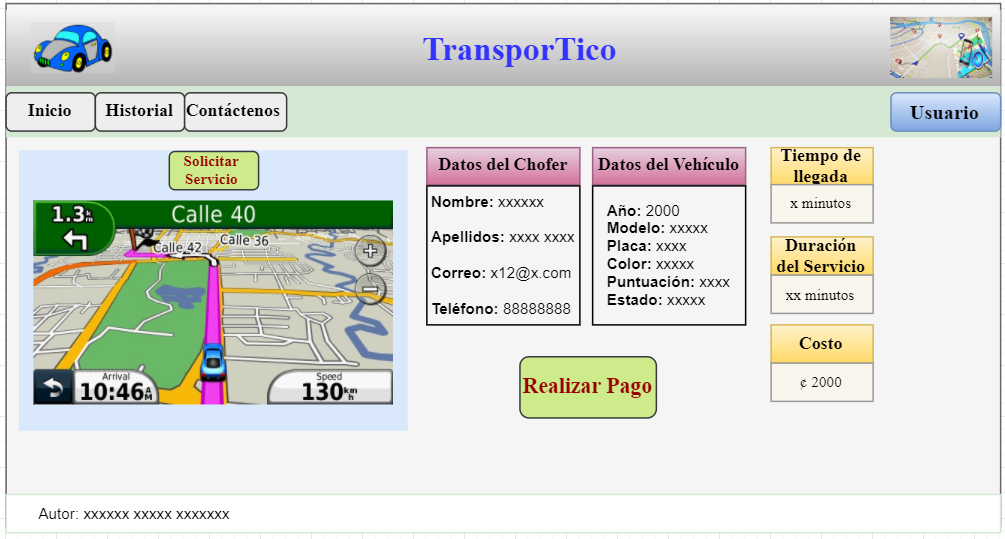 TransporTico
Inicio
Historial
Contáctenos
Usuario
Solicitar
Servicio
1.3 km
Calle 40
Calle 42
Calle 36
Arrival
10:46 AM
Speed
130 km h
Datos del Chofer
Nombre: xxxxxx
Apellidos: xxxx xxxx
Correo: x12@x.com
Teléfono: 88888888
Datos del Vehículo
Año: 2000
Modelo: xxxxx
Placa: xxxx
Color: xxxxx
Puntuación: xxxx
Estado: xxxxx
Tiempo de
llegada
x minutos
Duración
del Servicio
xx minutos
Costo
¢ 2000
Realizar Pago
Autor: xxxxxx xxxxx xxxxxxx